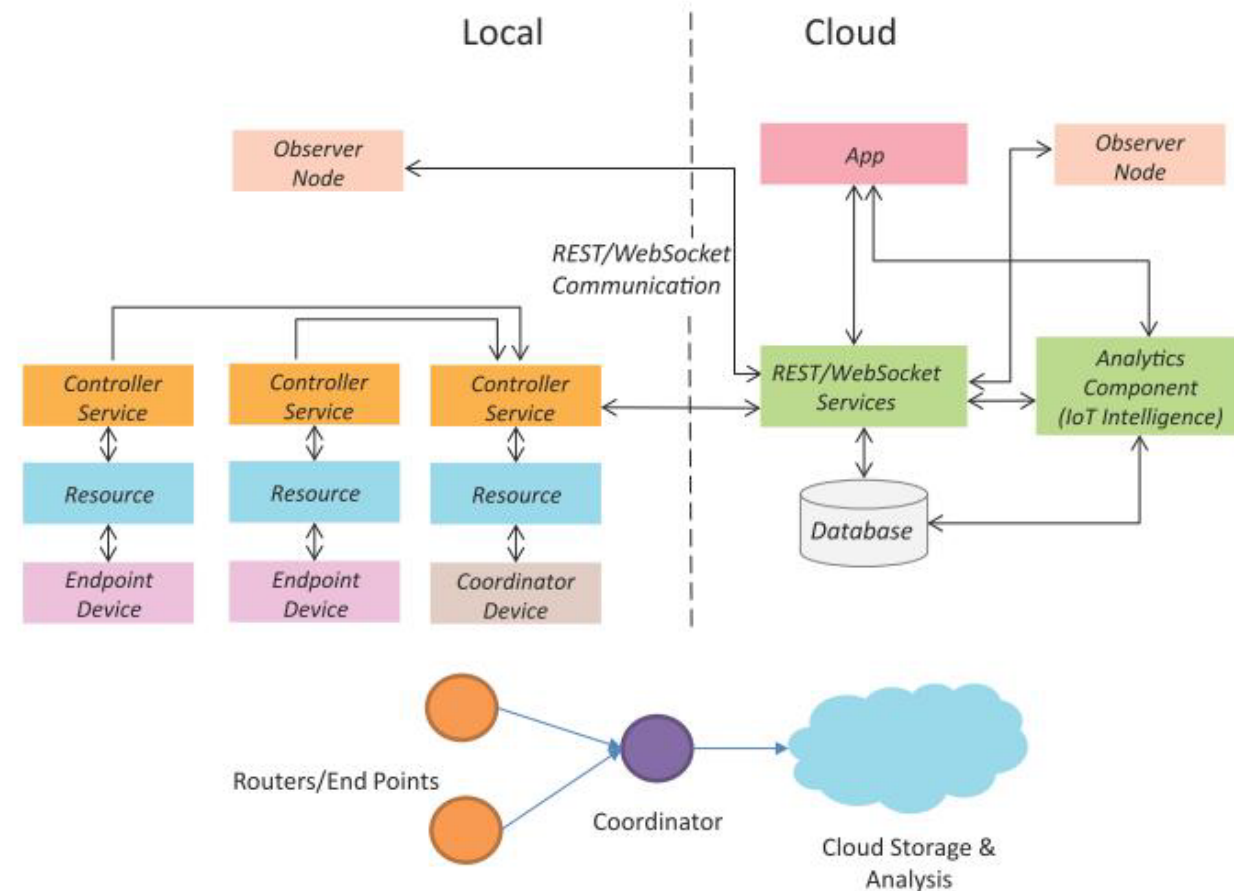 Local
Cloud
Observer
Node
App
Observer
Node
REST/WebSocket
Communication
Controller
Service
Controller
Service
Controller
Service
REST/WebSocket
Services
Analytics
Component
(IoT Intelligence)
Resource
Resource
Resource
Database
Endpoint
Device
Endpoint
Device
Coordinator
Device
Routers/End Points
Coordinator
Cloud Storage &
Analysis